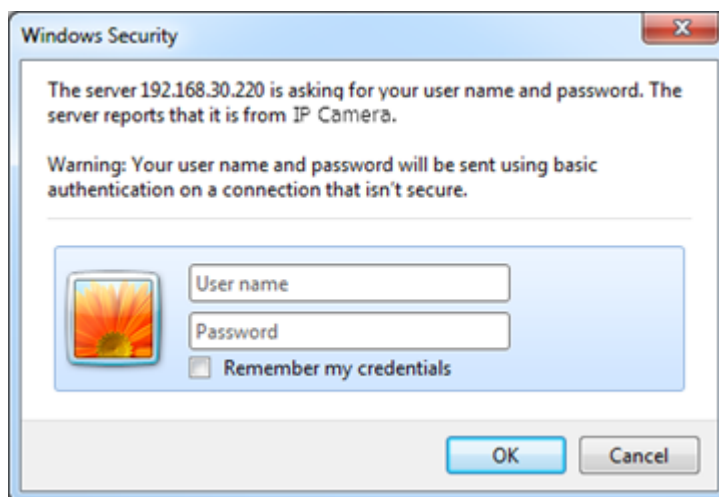 Windows Security
The server 192.168.30.220 is asking for your user name and password. The
server reports that it is from IP Camera.
Warning: Your user name and password will be sent using basic
authentication on a connection that isn't secure.
User name
Password
Remember my credentials
OK
Cancel